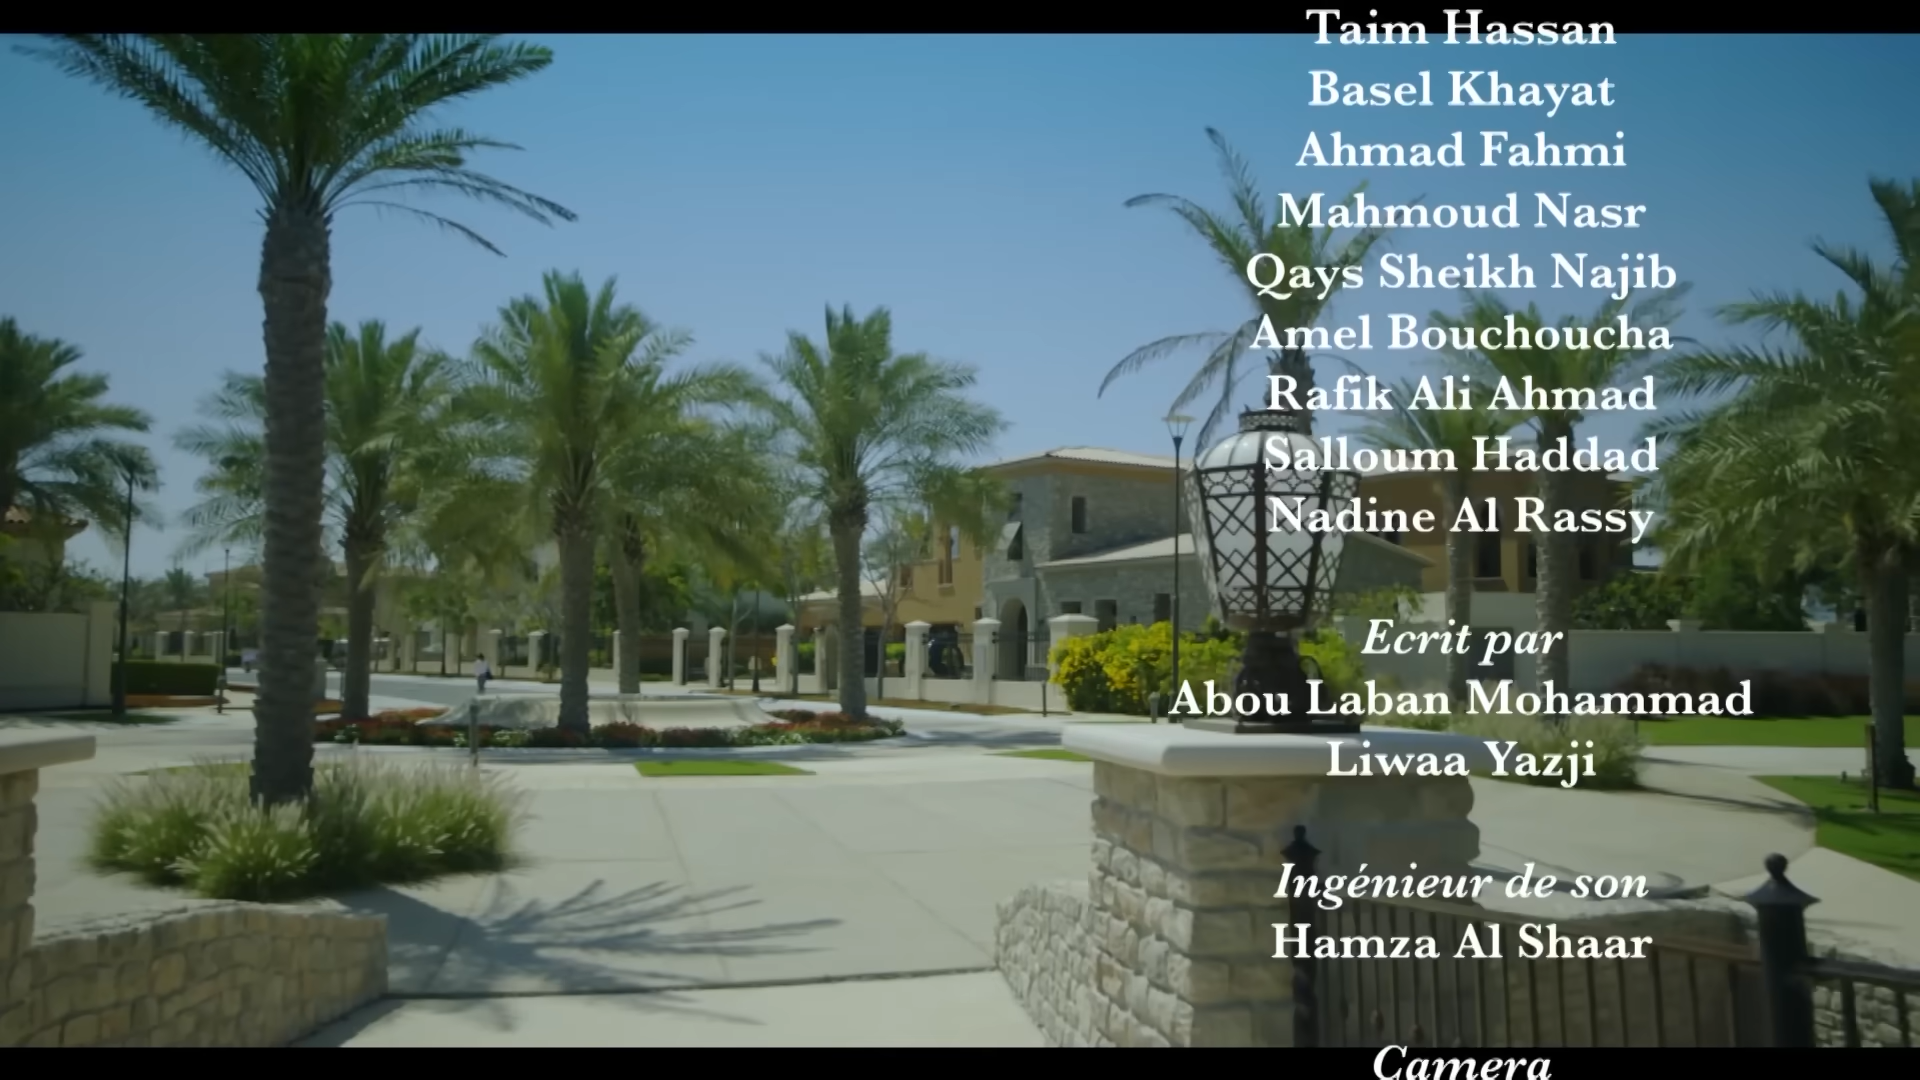 Taim Hassan
Basel Khayat
Ahmad Fahmi
Mahmoud Nasr
Qays Sheikh Najib
Amel Bouchoucha
Rafik Ali Ahmad
Salloum Haddad
Nadine Al Rassy
Ecrit par
Abou Laban Mohammad
Liwaa Yazji
Ingénieur de son
Hamza Al Shaar
Camera